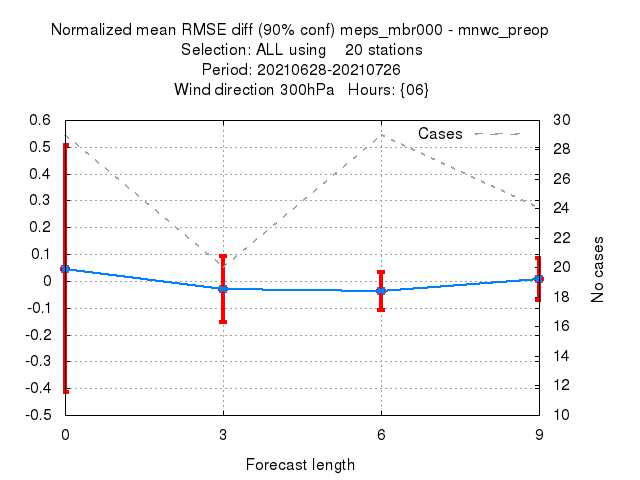 Normalized mean RMSE diff (90% conf) meps_mbr000 - mnwc_preop
Selection: ALL using    20 stations
Period: 20210628-20210726
Wind direction 300hPa   Hours: {06}
Cases
0.6
0.5
0.4
0.3
0.2
0.1
0
-0.1
-0.2
-0.3
-0.4
-0.5
30
28
26
24
22
20
18
16
14
12
10
No cases
0 3 6 9
Forecast length